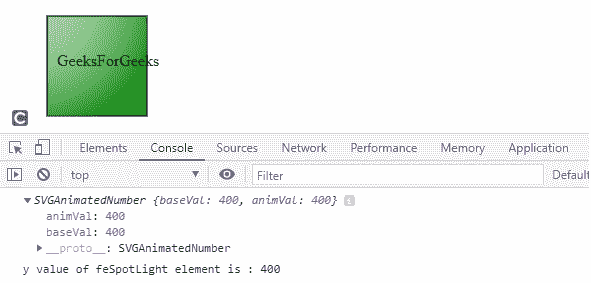 GeeksForGeeks
Elements Console Sources Network Performance Memory Application
top Filter Default
SVGAnimatedNumber {baseVal: 400, animVal: 400} i
animVal: 400
baseVal: 400
__proto__: SVGAnimatedNumber
y value of feSpotLight element is : 400